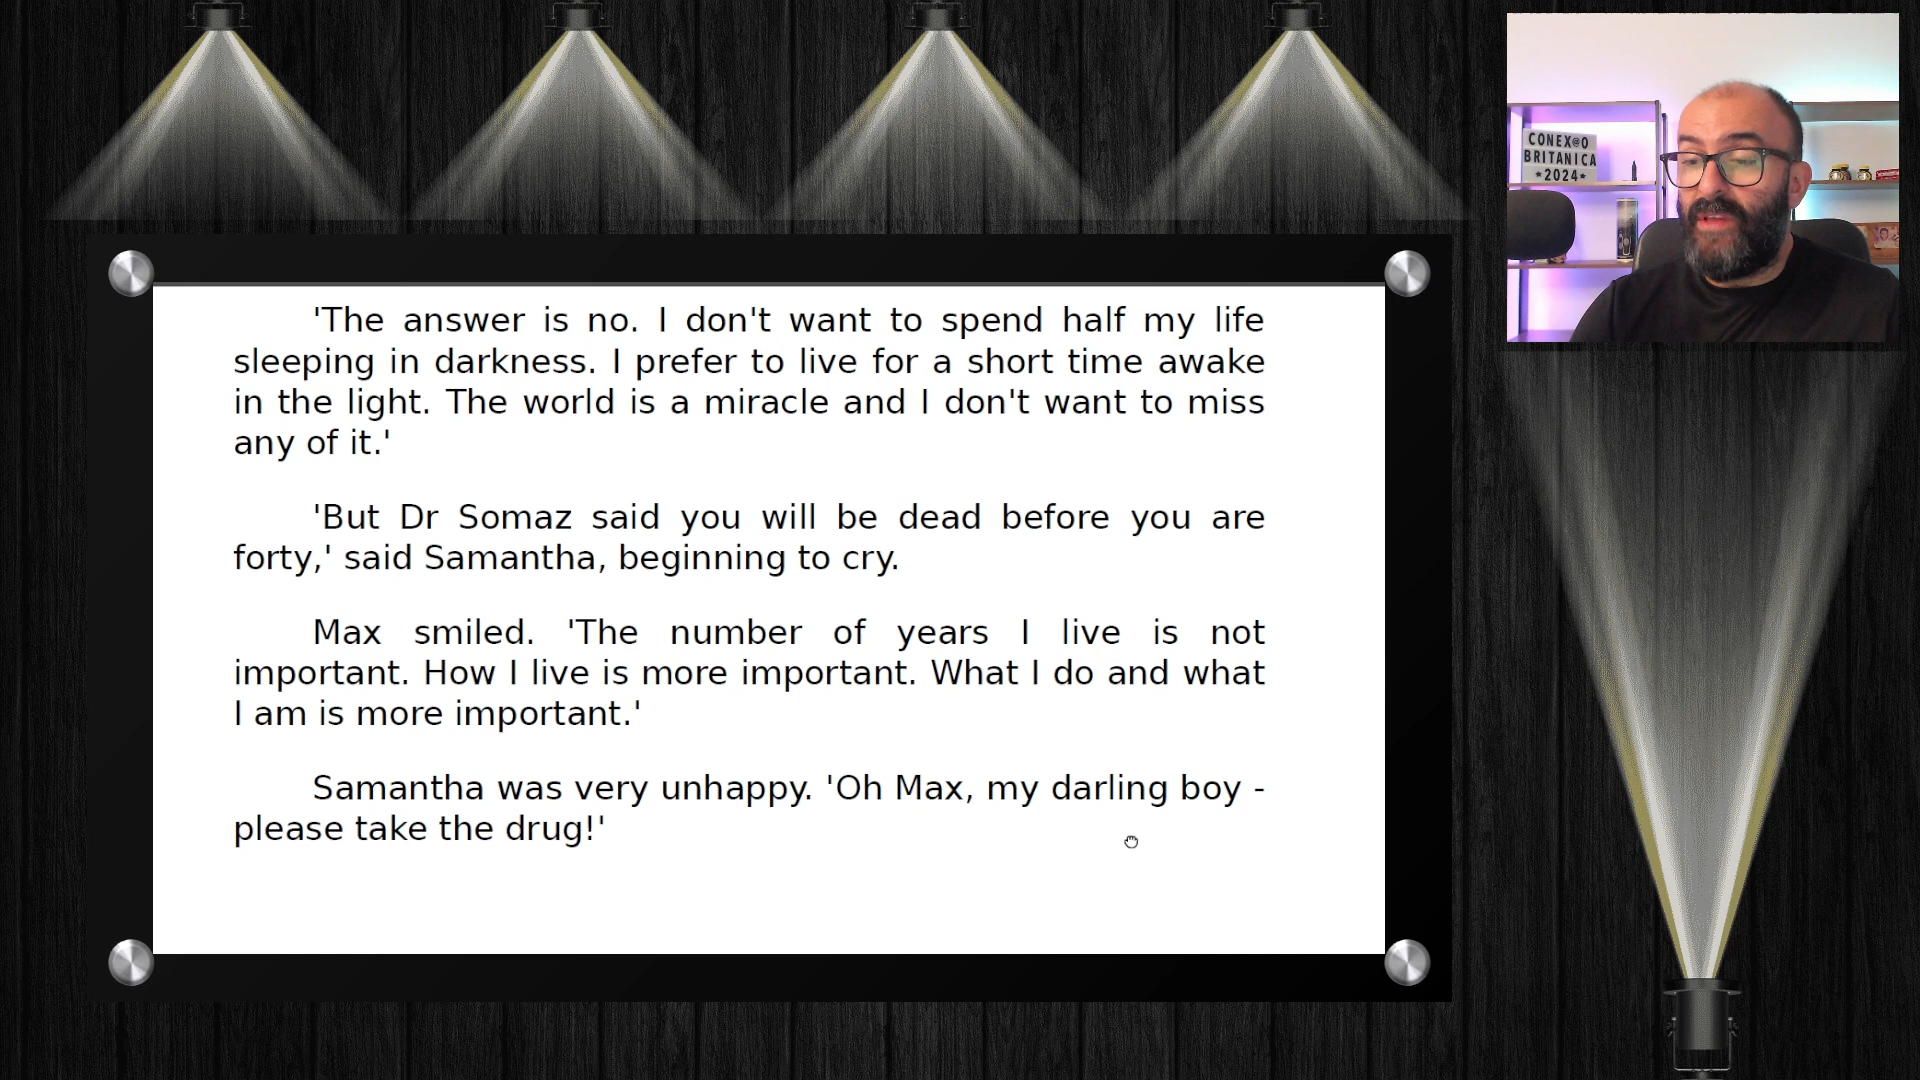 'The answer is no. I don't want to spend half my life
sleeping in darkness. I prefer to live for a short time awake
in the light. The world is a miracle and I don't want to miss
any of it.'
'But Dr Somaz said you will be dead before you are
forty,' said Samantha, beginning to cry.
Max smiled. 'The number of years I live is not
important. How I live is more important. What I do and what
I am is more important.'
Samantha was very unhappy. 'Oh Max, my darling boy -
please take the drug!'
CONEX@O
BRITANICA
★2024★